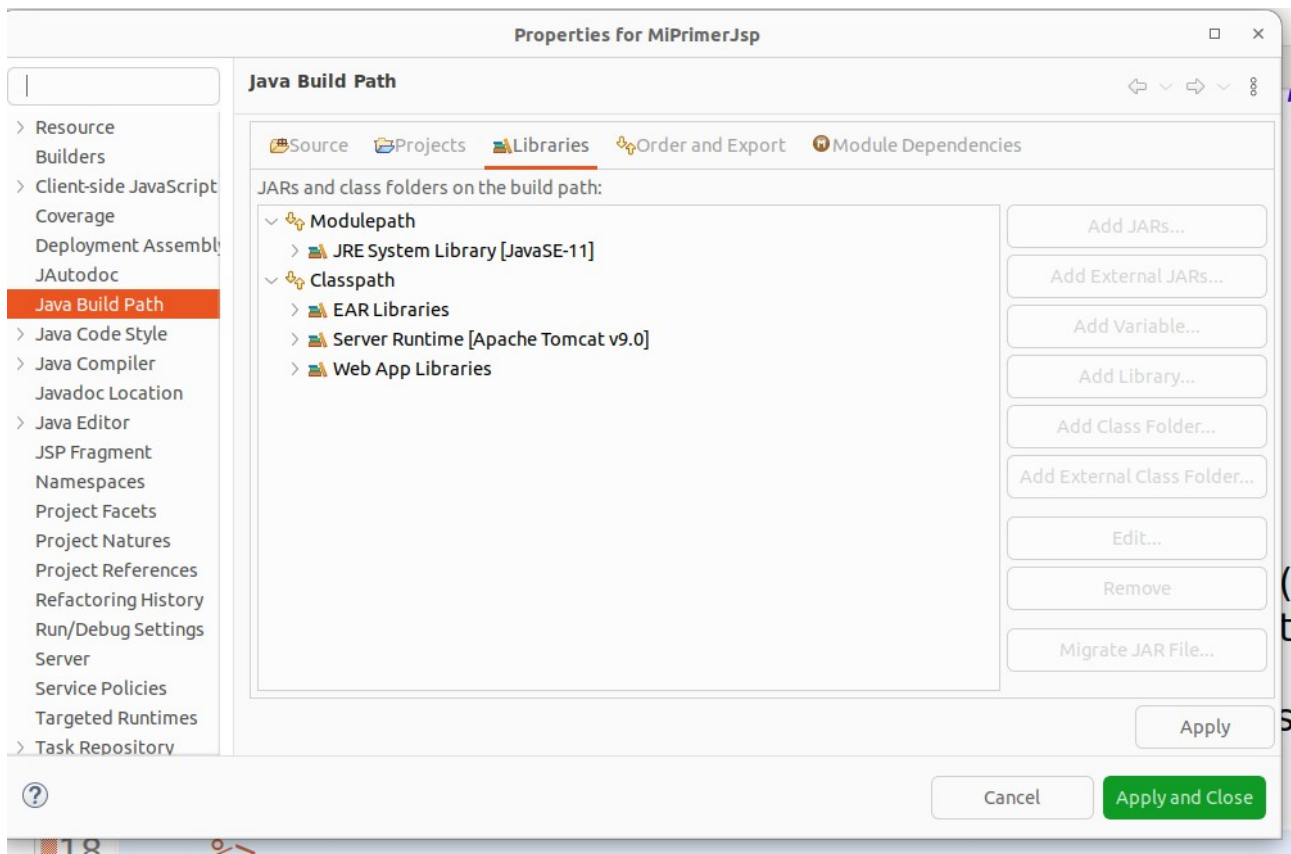 Properties for MiPrimerJsp
Java Build Path
Resource
Builders
Client-side JavaScript
Coverage
Deployment Assembly
JAutodoc
Java Build Path
Java Code Style
Java Compiler
Javadoc Location
Java Editor
JSP Fragment
Namespaces
Project Facets
Project Natures
Project References
Refactoring History
Run/Debug Settings
Server
Service Policies
Targeted Runtimes
Task Repository
Source Projects Libraries Order and Export Module Dependencies
JARs and class folders on the build path:
Modulepath
JRE System Library [JavaSE-11]
Classpath
EAR Libraries
Server Runtime [Apache Tomcat v9.0]
Web App Libraries
Add JARs...
Add External JARs...
Add Variable...
Add Library...
Add Class Folder...
Add External Class Folder...
Edit...
Remove
Migrate JAR File...
Apply
Cancel
Apply and Close
18 %>